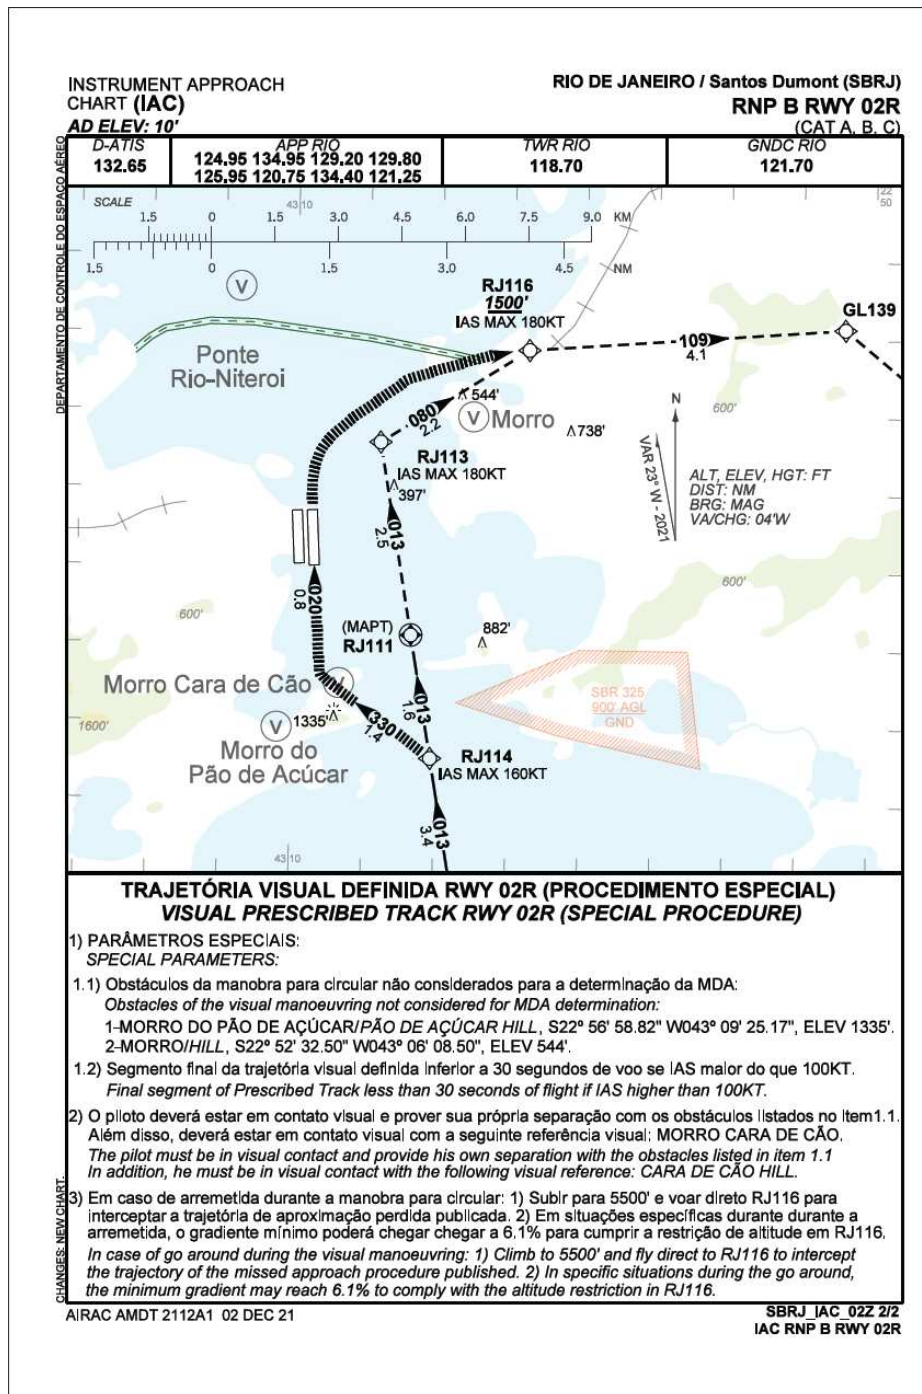 INSTRUMENT APPROACH
CHART (IAC)
AD ELEV: 10'
RIO DE JANEIRO / Santos Dumont (SBRJ)
RNP B RWY 02R
(CAT A, B, C)
D-ATIS
132.65
APP RIO
124.95 134.95 129.20 129.80
125.95 120.75 134.40 121.25
TWR RIO
118.70
GNDC RIO
121.70
DEPARTAMENTO DE CONTROLE DO ESPAÇO AÉREO
SCALE
43 10
22
50
1.5 0 1.5 3.0 4.5 6.0 7.5 9.0 KM
1.5 0 1.5 3.0 4.5 NM
V
RJ116
1500'
IAS MAX 180KT
GL139
109
4.1
Ponte
Rio-Niteroi
080
2.2
544'
V Morro
738'
N
600'
RJ113
IAS MAX 180KT
397'
VAR 23° W - 2021
ALT, ELEV, HGT: FT
DIST: NM
BRG: MAG
VA/CHG: 04'W
013
2.5
020
0.8
600'
600'
(MAPT)
RJ111
882'
Morro Cara de Cão
V
SBR 325
900' AGL
GND
1600'
V
1335'
Morro do
Pão de Acúcar
330
1.4
013
1.6
RJ114
IAS MAX 160KT
013
3.4
43 10
TRAJETÓRIA VISUAL DEFINIDA RWY 02R (PROCEDIMENTO ESPECIAL)
VISUAL PRESCRIBED TRACK RWY 02R (SPECIAL PROCEDURE)
1) PARÂMETROS ESPECIAIS:
SPECIAL PARAMETERS:
1.1) Obstáculos da manobra para circular não considerados para a determinação da MDA:
Obstacles of the visual manoeuvring not considered for MDA determination:
1-MORRO DO PÃO DE AÇÚCAR/PÃO DE AÇÚCAR HILL, S22º 56' 58.82" W043º 09' 25.17", ELEV 1335'.
2-MORRO/HILL, S22º 52' 32.50" W043º 06' 08.50", ELEV 544'.
1.2) Segmento final da trajetória visual definida inferior a 30 segundos de voo se IAS maior do que 100KT.
Final segment of Prescribed Track less than 30 seconds of flight if IAS higher than 100KT.
2) O piloto deverá estar em contato visual e prover sua própria separação com os obstáculos listados no item1.1.
Além disso, deverá estar em contato visual com a seguinte referência visual: MORRO CARA DE CÃO.
The pilot must be in visual contact and provide his own separation with the obstacles listed in item 1.1
In addition, he must be in visual contact with the following visual reference: CARA DE CÃO HILL.
3) Em caso de arremetida durante a manobra para circular: 1) Subir para 5500' e voar direto RJ116 para
interceptar a trajetória de aproximação perdida publicada. 2) Em situações específicas durante durante a
arremetida, o gradiente mínimo poderá chegar chegar a 6.1% para cumprir a restrição de altitude em RJ116.
In case of go around during the visual manoeuvring: 1) Climb to 5500' and fly direct to RJ116 to intercept
the trajectory of the missed approach procedure published. 2) In specific situations during the go around,
the minimum gradient may reach 6.1% to comply with the altitude restriction in RJ116.
CHANGES: NEW CHART.
AIRAC AMDT 2112A1 02 DEC 21
SBRJ_IAC_02Z 2/2
IAC RNP B RWY 02R